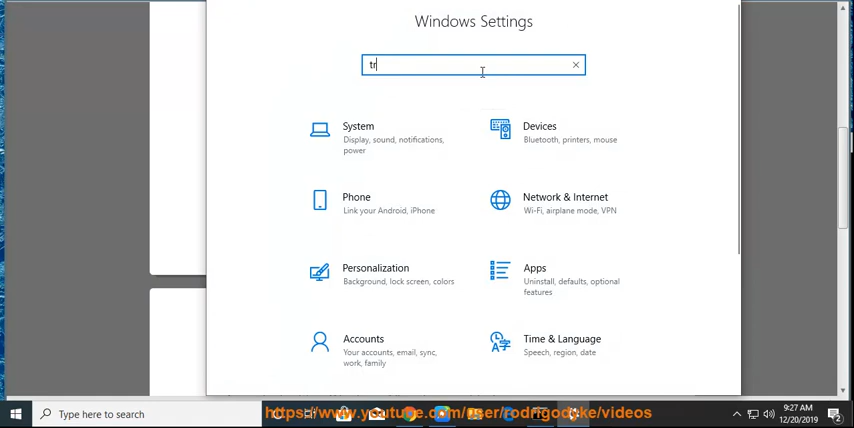 Windows Settings
tr
System
Display, sound, notifications,
power
Devices
Bluetooth, printers, mouse
Phone
Link your Android, iPhone
Network & Internet
Wi-Fi, airplane mode, VPN
Personalization
Background, lock screen, colors
Apps
Uninstall, defaults, optional
features
Accounts
Your accounts, email, sync,
work, family
Time & Language
Speech, region, date
Type here to search
https://www.youtube.com/user/zodrigodtke/videos
9:27 AM
12/20/2019
2